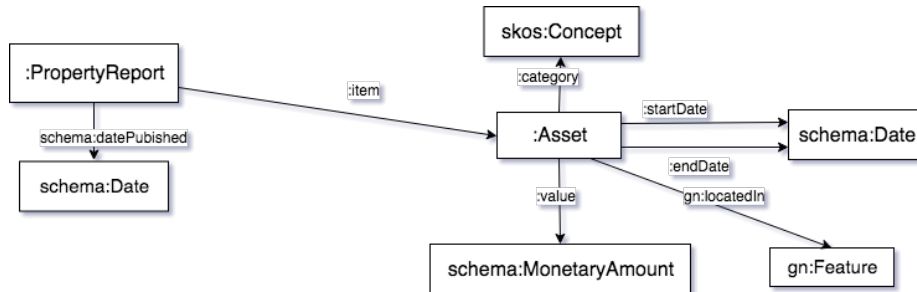 skos:Concept
:PropertyReport
:category
:item
:startDate
:Asset
schema:Date
schema:datePubished
:endDate
schema:Date
:value
gn:locatedIn
schema:MonetaryAmount
gn:Feature